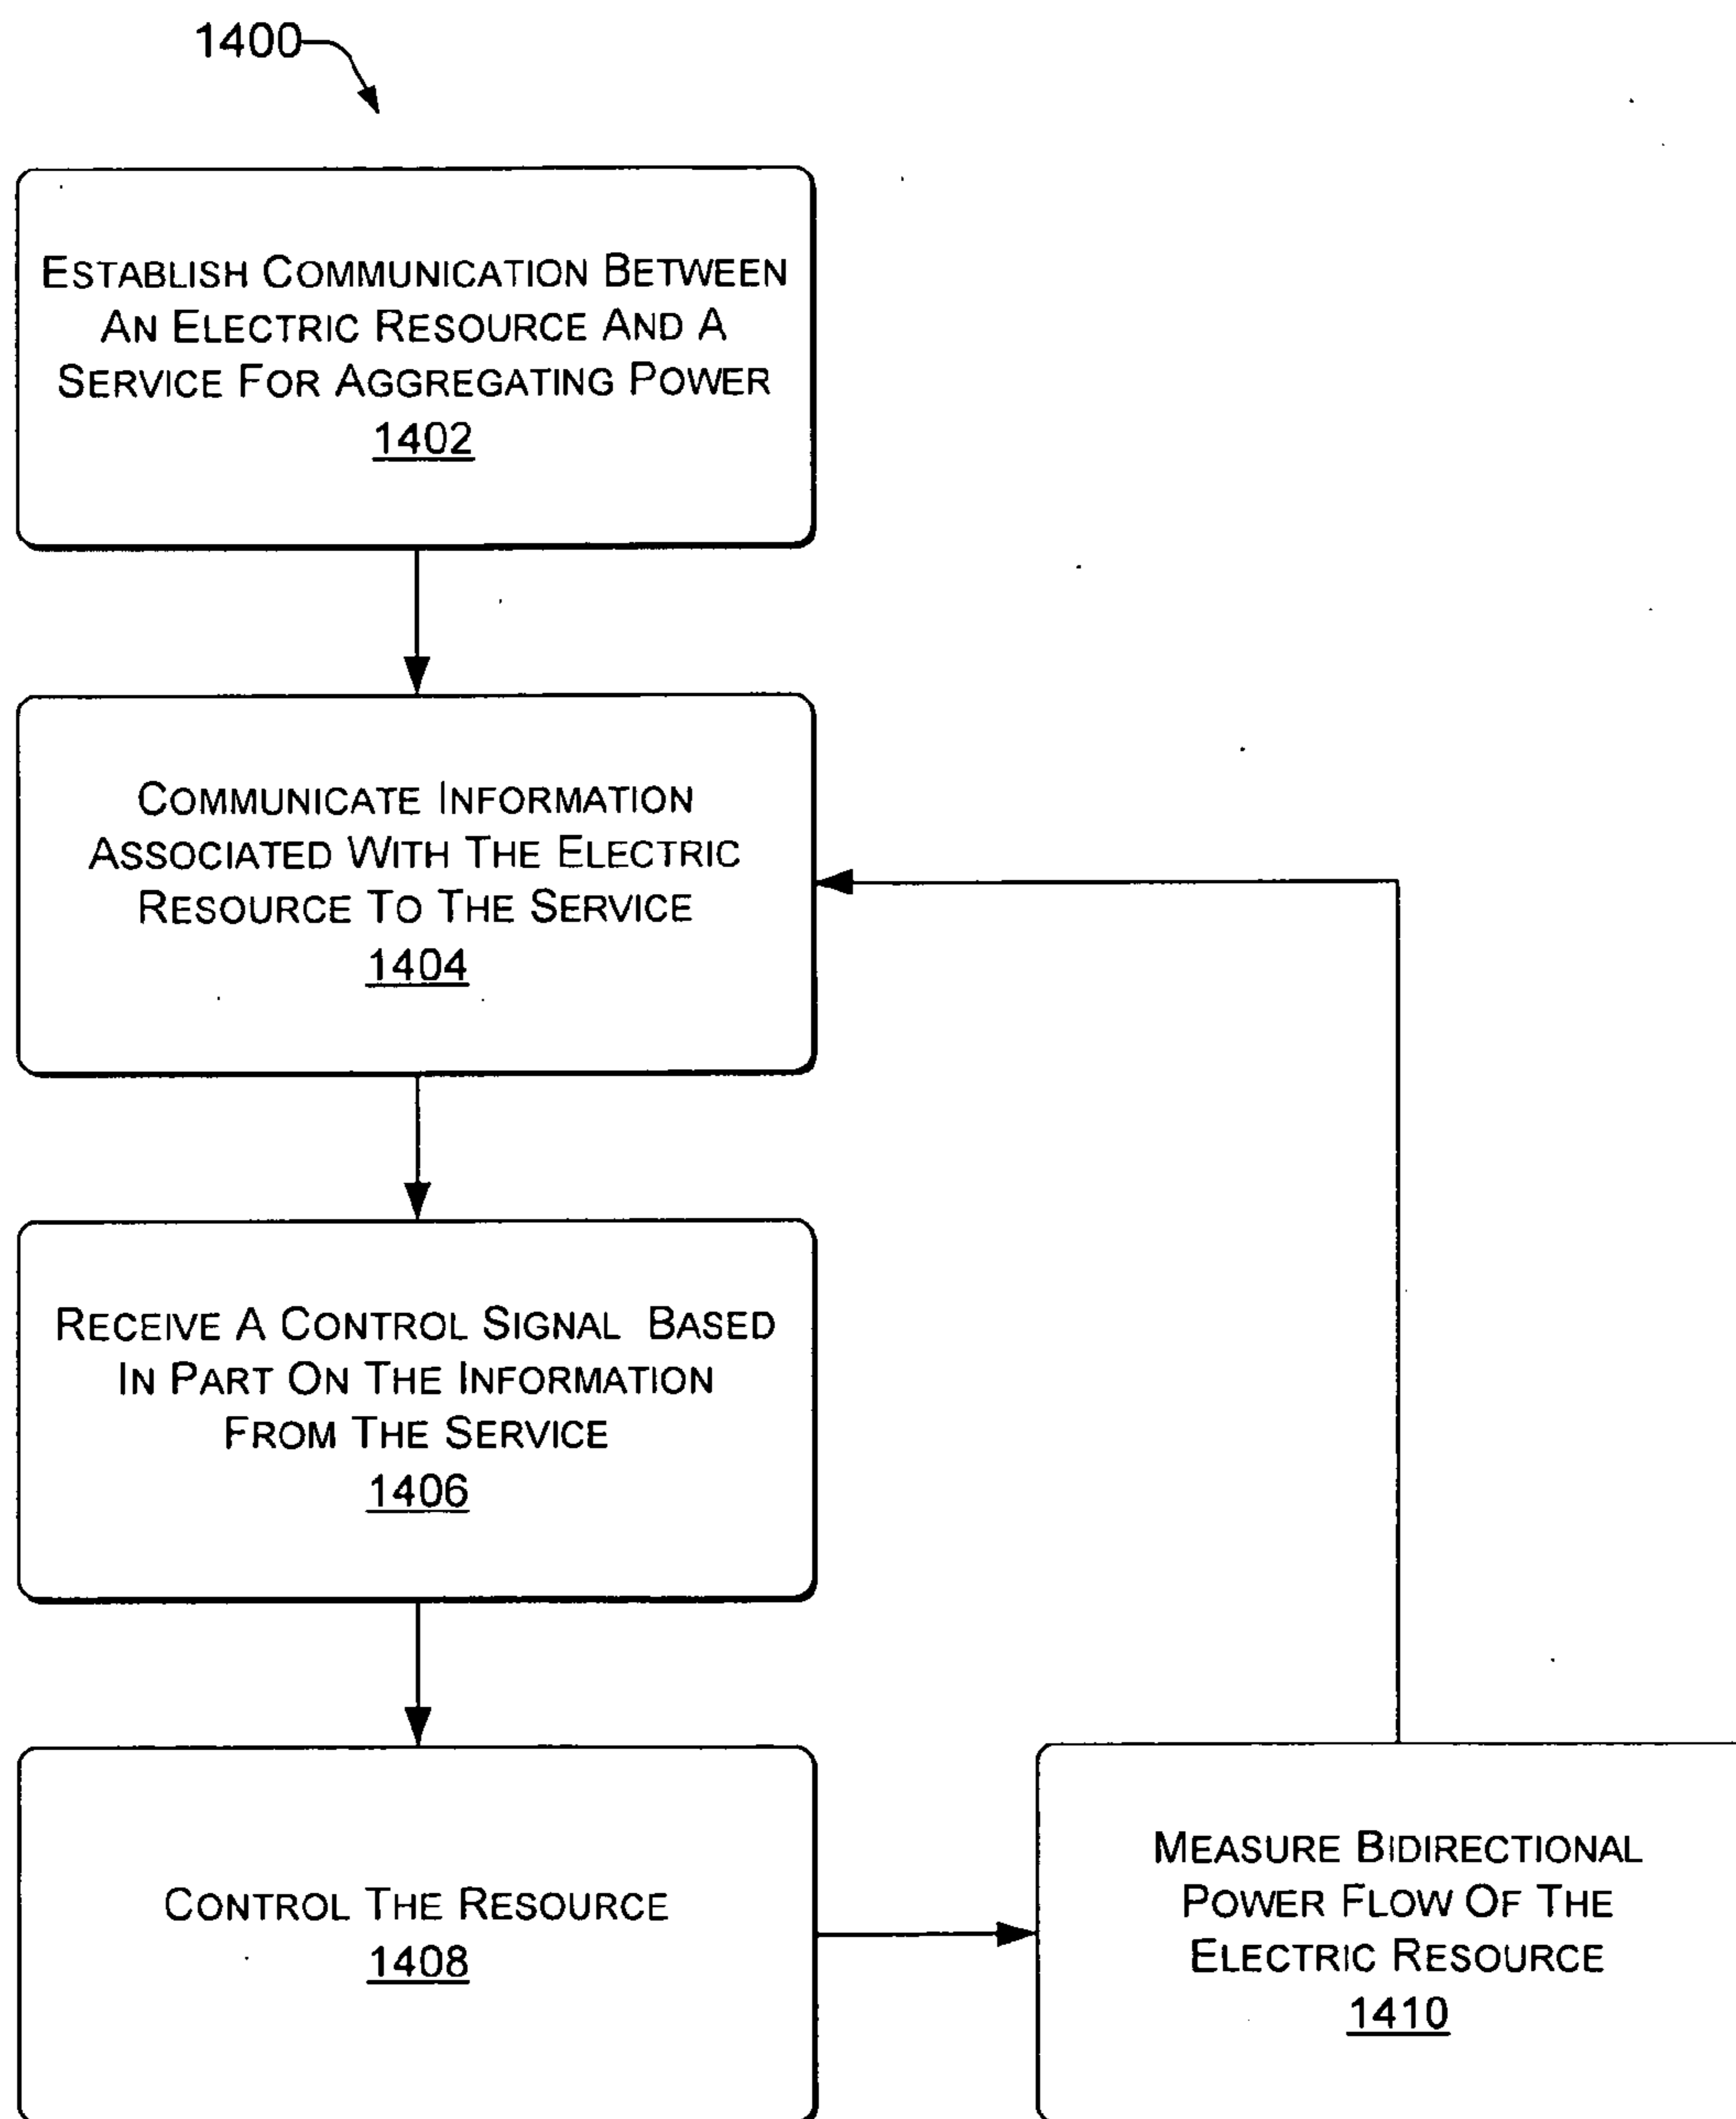 1400
ESTABLISH COMMUNICATION BETWEEN
AN ELECTRIC RESOURCE AND A
SERVICE FOR AGGREGATING POWER
1402
COMMUNICATE INFORMATION
ASSOCIATED WITH THE ELECTRIC
RESOURCE TO THE SERVICE
1404
RECEIVE A CONTROL SIGNAL BASED
IN PART ON THE INFORMATION
FROM THE SERVICE
1406
CONTROL THE RESOURCE
1408
MEASURE BIDIRECTIONAL
POWER FLOW OF THE
ELECTRIC RESOURCE
1410